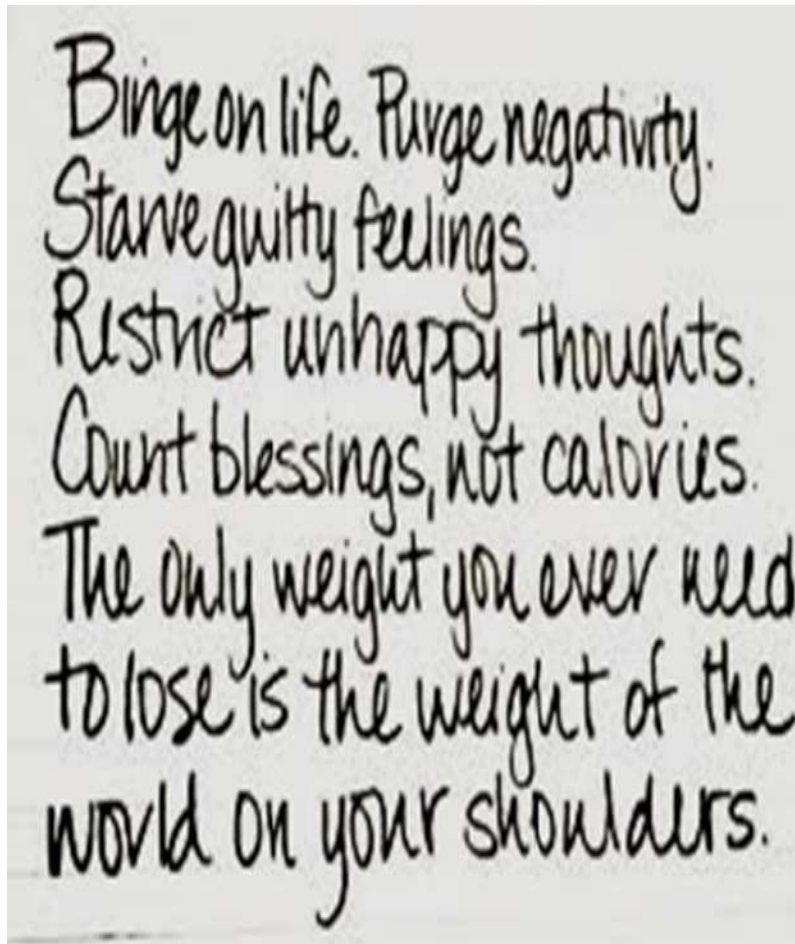 Binge on life. Purge negativity.
Starve guilty feelings.
Restrict unhappy thoughts.
Count blessings, not calories.
The only weight you ever need
to lose is the weight of the
world on your shoulders.